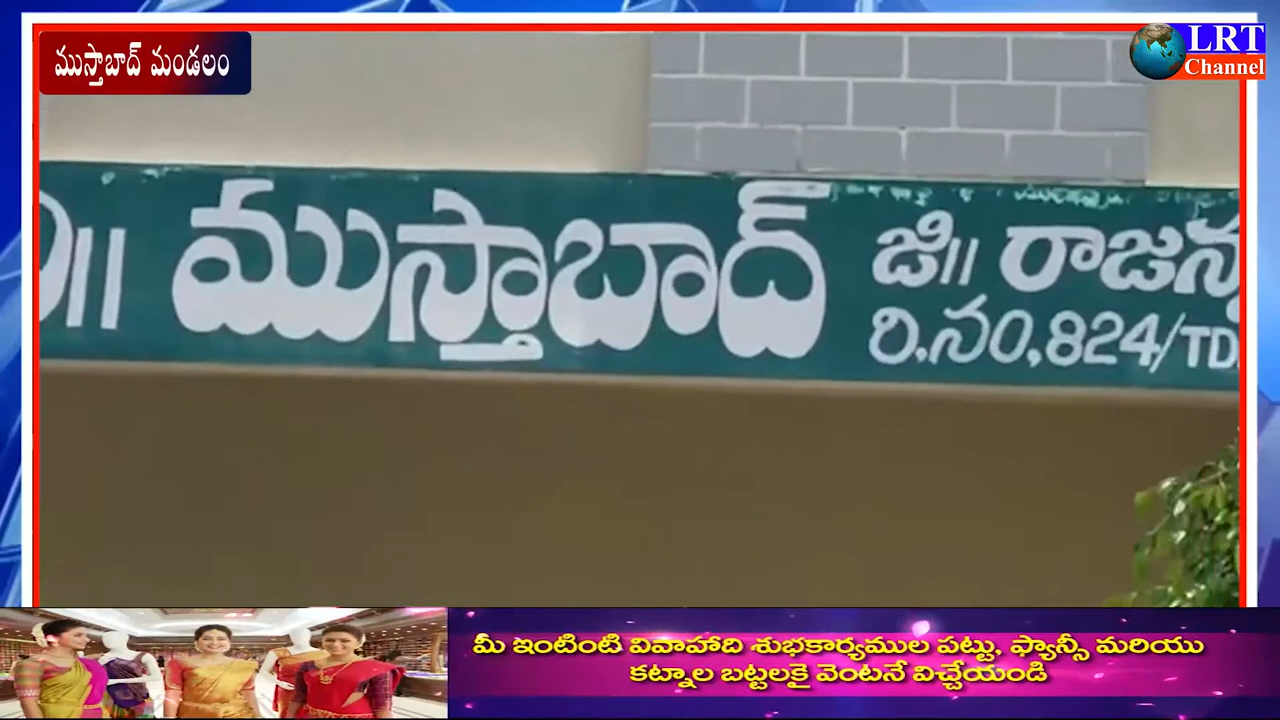 ముస్తాబాద్ మండలం
LRT
Channel
ముస్తాబాద్ జి॥ రాజన్న
రి.నం,824/TD.
మీ ఇంటింటి వివాహాది శుభకార్యముల పట్టు, ఫ్యాన్సీ మరియు
కట్నాల బట్టలకై వెంటనే విచ్చేయండి